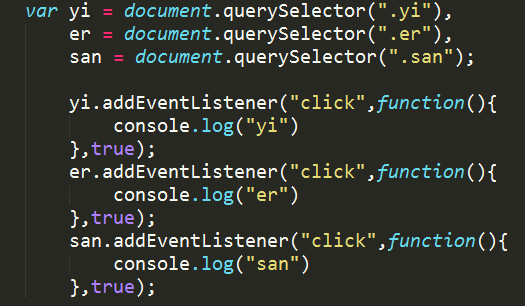 var yi = document.querySelector(".yi"),
er = document.querySelector(".er"),
san = document.querySelector(".san");
yi.addEventListener("click",function(){
console.log("yi")
},true);
er.addEventListener("click",function(){
console.log("er")
},true);
san.addEventListener("click",function(){
console.log("san")
},true);